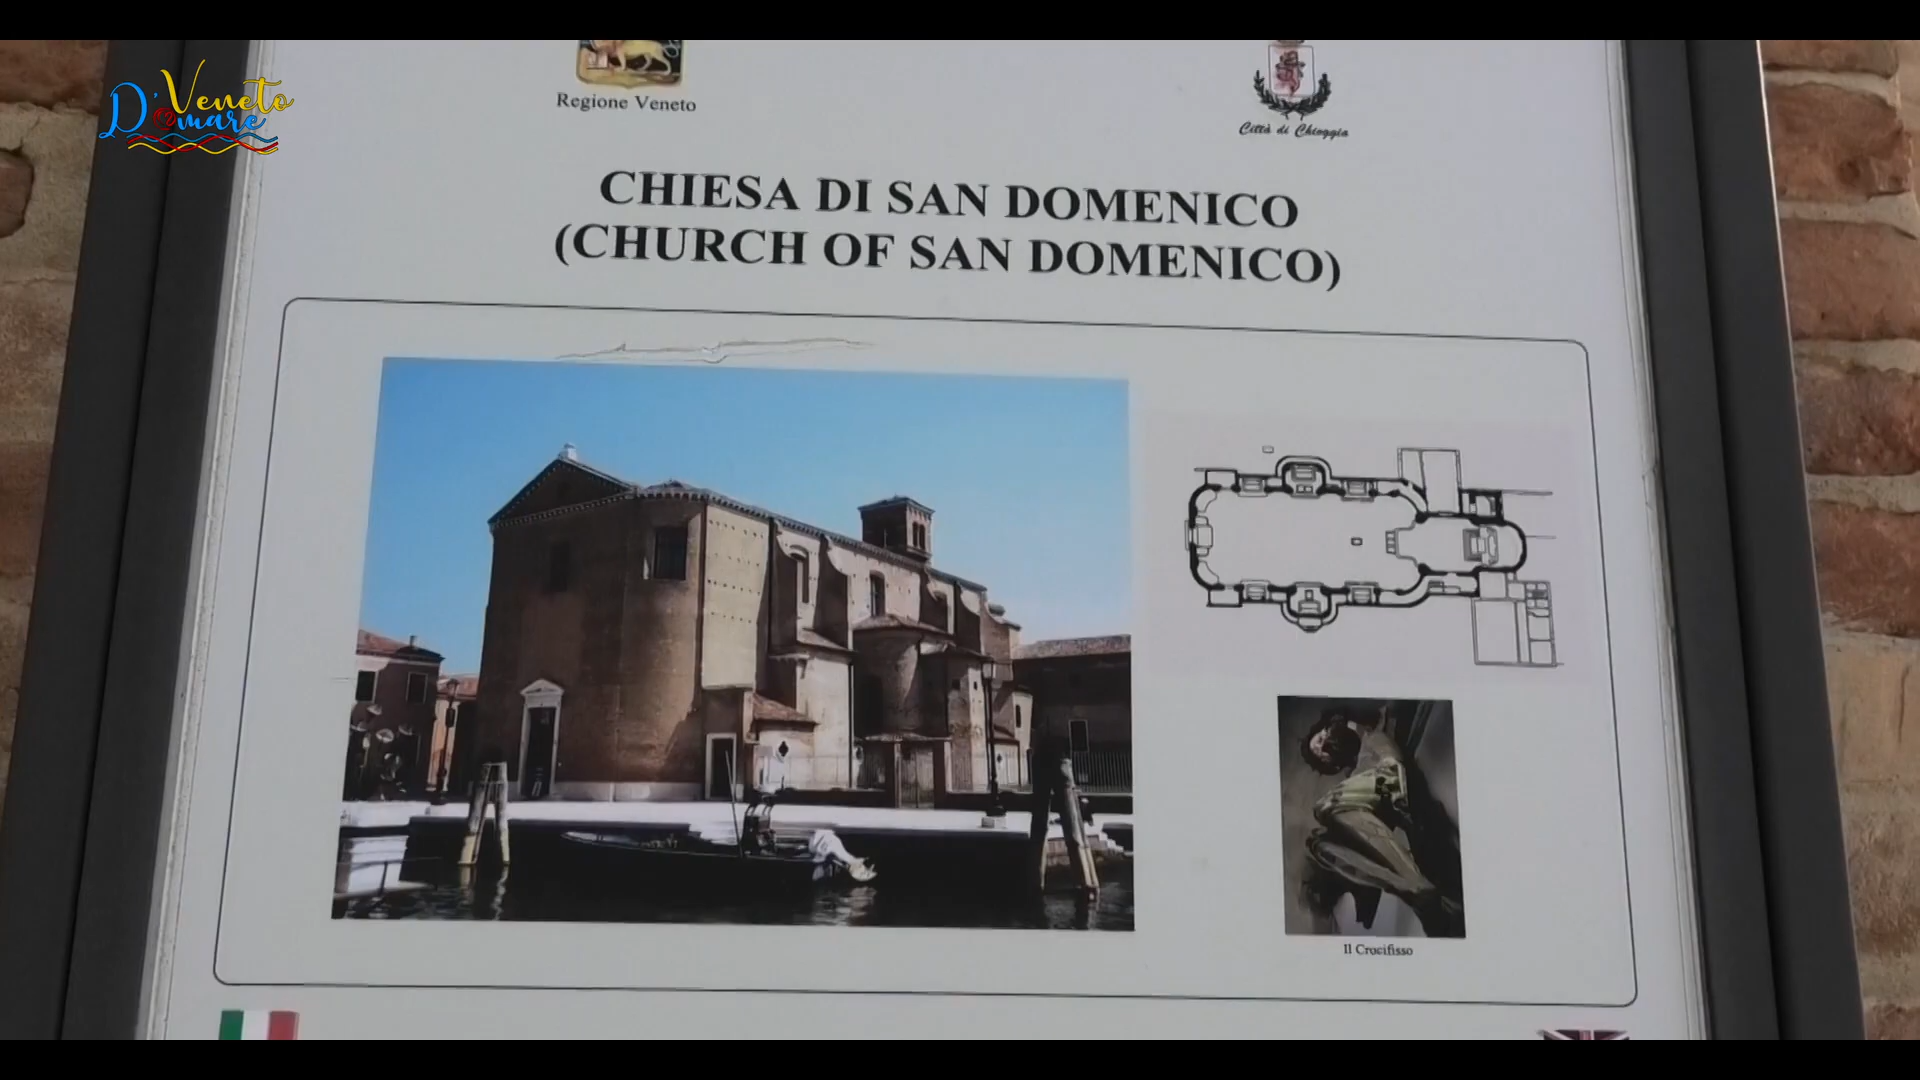 D'Veneto
D'amare
Regione Veneto
Città di Chioggia
CHIESA DI SAN DOMENICO
(CHURCH OF SAN DOMENICO)
Il Crocifisso